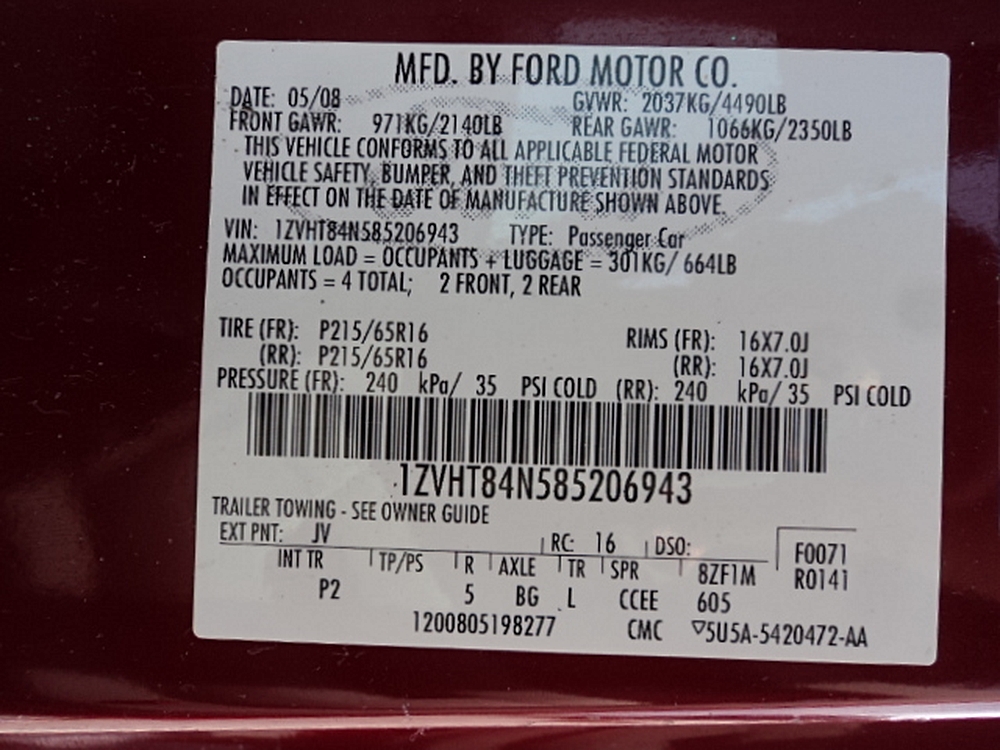 MFD. BY FORD MOTOR CO.
DATE: 05/08 GVWR: 2037KG/4490LB
FRONT GAWR: 971KG/2140LB REAR GAWR: 1066KG/2350LB
THIS VEHICLE CONFORMS TO ALL APPLICABLE FEDERAL MOTOR
VEHICLE SAFETY, BUMPER, AND THEFT PREVENTION STANDARDS
IN EFFECT ON THE DATE OF MANUFACTURE SHOWN ABOVE.
VIN: 1ZVHT84N585206943 TYPE: Passenger Car
MAXIMUM LOAD = OCCUPANTS + LUGGAGE = 301KG/ 664LB
OCCUPANTS = 4 TOTAL; 2 FRONT, 2 REAR
TIRE (FR): P215/65R16 RIMS (FR): 16X7.0J
(RR): P215/65R16 (RR): 16X7.0J
PRESSURE (FR): 240 kPa/ 35 PSI COLD (RR): 240 kPa/ 35 PSI COLD
1ZVHT84N585206943
TRAILER TOWING - SEE OWNER GUIDE
EXT PNT: JV RC: 16 DSO: F0071
INT TR TP/PS R AXLE TR SPR 8ZF1M R0141
P2 5 BG L CCEE 605
1200805198277 CMC ▽5U5A-5420472-AA